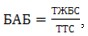 БАБ = ТЖБС / ТТС,